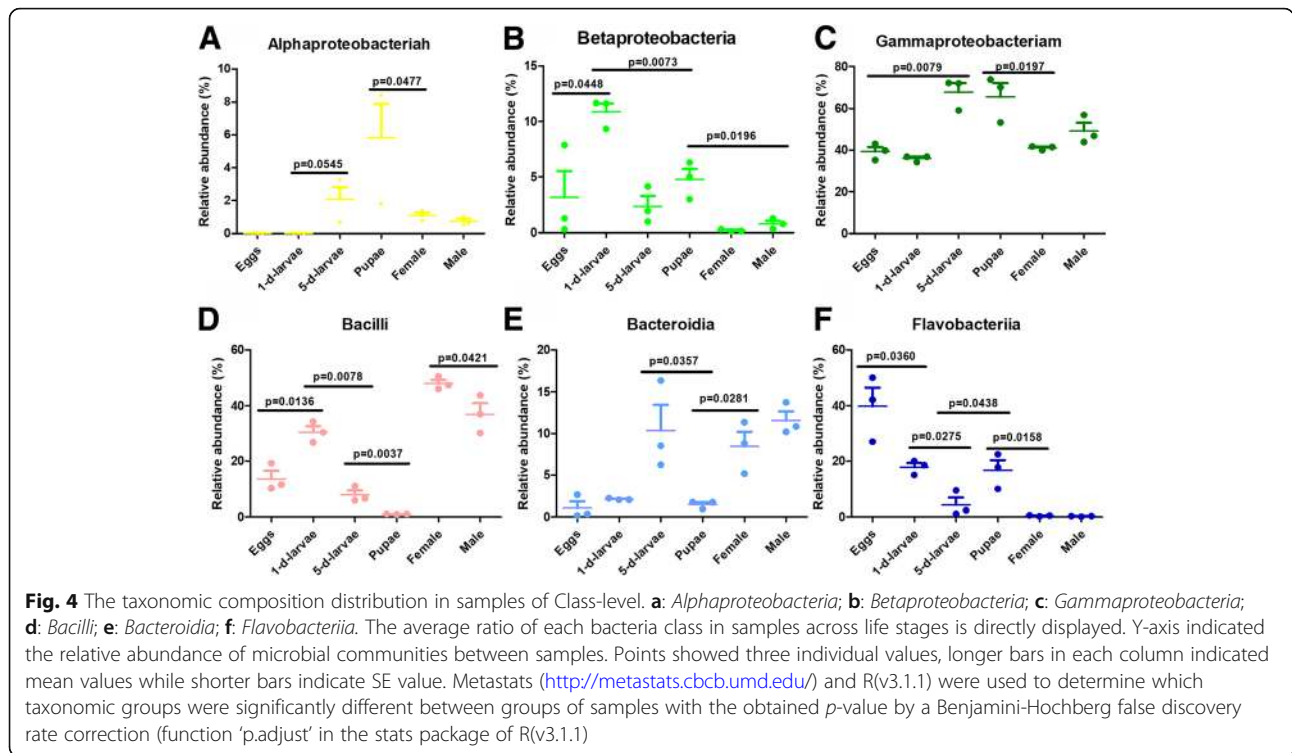 A
Alphaproteobacteriah
Relative abundance (%)
10
8
6
4
2
0
p=0.0545
p=0.0477
Eggs
1-d-larvae
5-d-larvae
Pupae
Female
Male
B
Betaproteobacteria
Relative abundance (%)
15
10
5
0
p=0.0448
p=0.0073
p=0.0196
Eggs
1-d-larvae
5-d-larvae
Pupae
Female
Male
C
Gammaproteobacteriam
Relative abundance (%)
80
60
40
20
0
p=0.0079
p=0.0197
Eggs
1-d-larvae
5-d-larvae
Pupae
Female
Male
D
Bacilli
Relative abundance (%)
60
40
20
0
p=0.0136
p=0.0078
p=0.0037
p=0.0421
Eggs
1-d-larvae
5-d-larvae
Pupae
Female
Male
E
Bacteroidia
Relative abundance (%)
20
15
10
5
0
p=0.0357
p=0.0281
Eggs
1-d-larvae
5-d-larvae
Pupae
Female
Male
F
Flavobacteriia
Relative abundance (%)
60
40
20
0
p=0.0360
p=0.0438
p=0.0275
p=0.0158
Eggs
1-d-larvae
5-d-larvae
Pupae
Female
Male
Fig. 4 The taxonomic composition distribution in samples of Class-level. a: Alphaproteobacteria; b: Betaproteobacteria; c: Gammaproteobacteria;
d: Bacilli; e: Bacteroidia; f: Flavobacteriia. The average ratio of each bacteria class in samples across life stages is directly displayed. Y-axis indicated
the relative abundance of microbial communities between samples. Points showed three individual values, longer bars in each column indicated
mean values while shorter bars indicate SE value. Metastats (http://metastats.cbcb.umd.edu/) and R(v3.1.1) were used to determine which
taxonomic groups were significantly different between groups of samples with the obtained p-value by a Benjamini-Hochberg false discovery
rate correction (function ‘p.adjust’ in the stats package of R(v3.1.1)